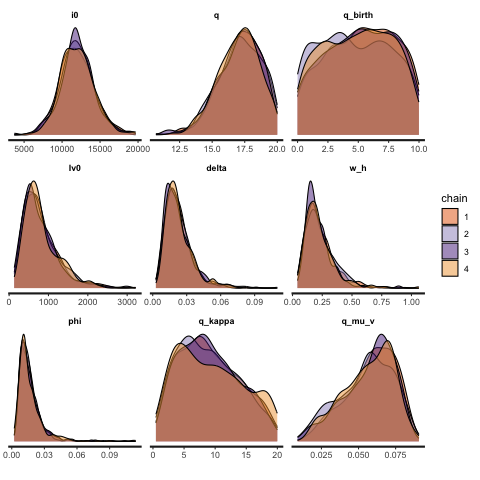 i0 q q_birth
5000 10000 15000 20000 12.5 15.0 17.5 20.0 0.0 2.5 5.0 7.5 10.0
Iv0 delta w_h
0 1000 2000 3000 0.00 0.03 0.06 0.09 0.00 0.25 0.50 0.75 1.00
chain
1
2
3
4
phi q_kappa q_mu_v
0.00 0.03 0.06 0.09 0 5 10 15 20 0.025 0.050 0.075